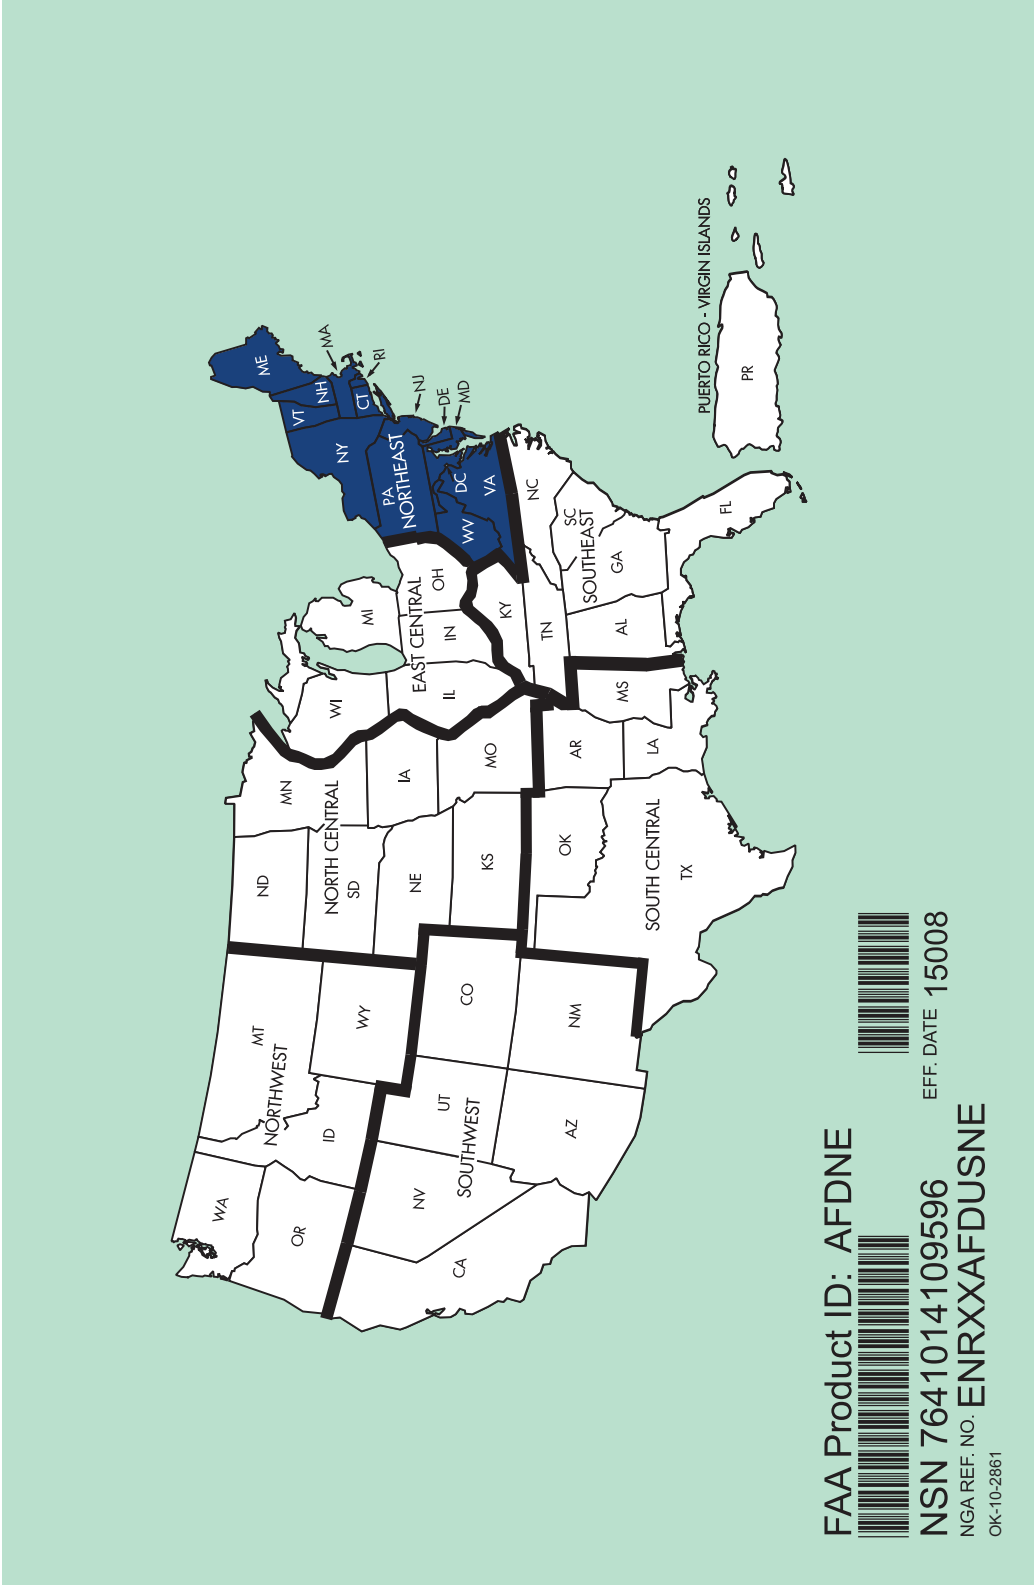 WA
OR
CA
NV
ID
MT
NORTHWEST
WY
UT
SOUTHWEST
AZ
CO
NM
ND
NORTH CENTRAL
SD
NE
KS
MN
IA
MO
OK
SOUTH CENTRAL
TX
AR
LA
MS
WI
IL
EAST CENTRAL
MI
IN
OH
KY
TN
AL
GA
SOUTHEAST
SC
NC
FL
WV
VA
DC
PA
NORTHEAST
NY
VT
NH
ME
MA
RI
CT
NJ
DE
MD
PUERTO RICO - VIRGIN ISLANDS
PR
FAA Product ID: AFDNE
NSN 7641014109596
EFF. DATE 15008
NGA REF. NO. ENRXXAFDUSNE
OK-10-2861